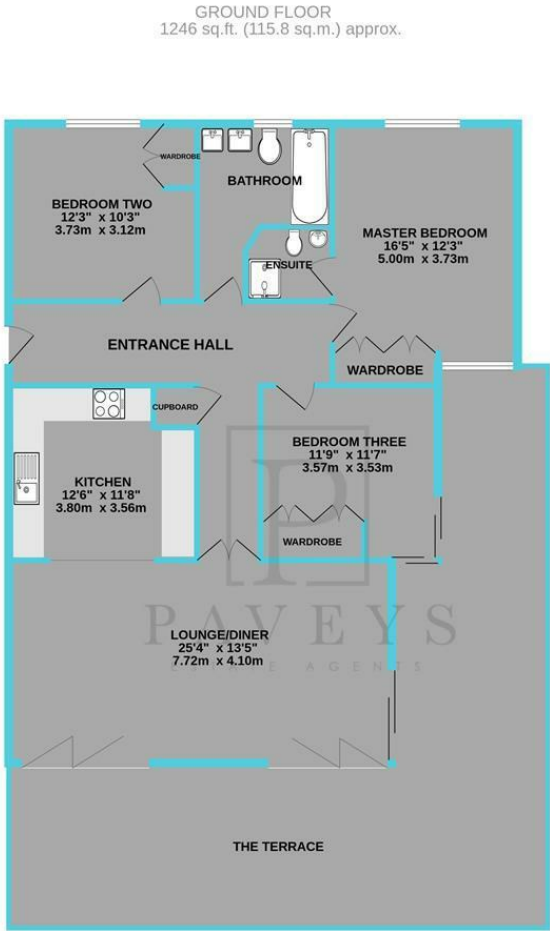 GROUND FLOOR
1246 sq.ft. (115.8 sq.m.) approx.
WARDROBE
BEDROOM TWO
12'3" x 10'3"
3.73m x 3.12m
BATHROOM
MASTER BEDROOM
16'5" x 12'3"
5.00m x 3.73m
ENSUITE
ENTRANCE HALL
WARDROBE
CUPBOARD
BEDROOM THREE
11'9" x 11'7"
3.57m x 3.53m
KITCHEN
12'6" x 11'8"
3.80m x 3.56m
WARDROBE
P
PAVEYS
ESTATE AGENTS
LOUNGE/DINER
25'4" x 13'5"
7.72m x 4.10m
THE TERRACE